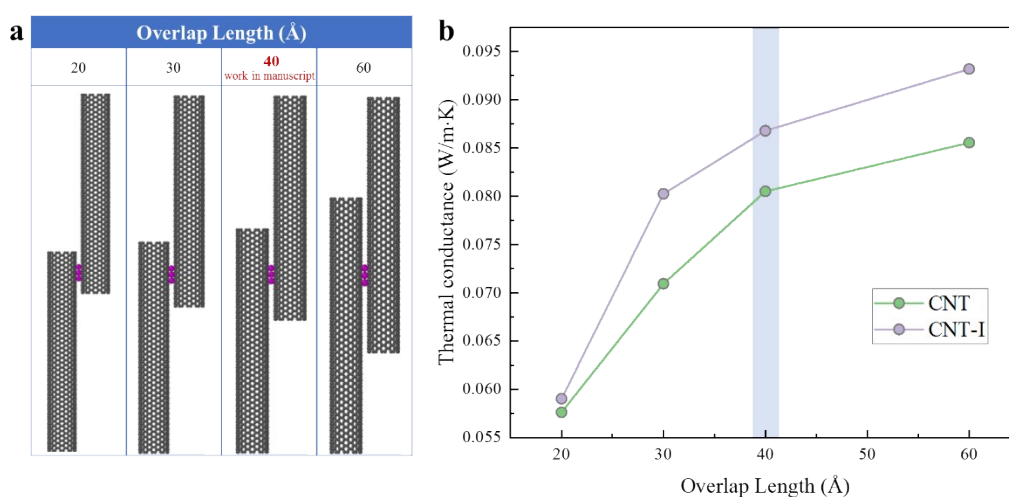 a
Overlap Length (Å)
20
30
40
work in manuscript
60
b
Thermal conductance (W/m·K)
0.095
0.090
0.085
0.080
0.075
0.070
0.065
0.060
0.055
CNT
CNT-I
20
30
40
50
60
Overlap Length (Å)